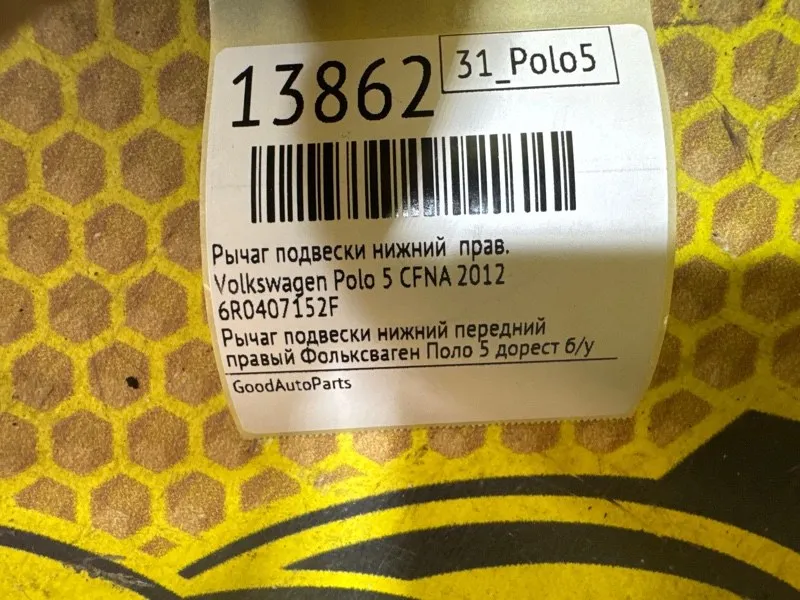 13862
31_Polo5
Рычаг подвески нижний прав.
Volkswagen Polo 5 CFNA 2012
6R0407152F
Рычаг подвески нижний передний
правый Фольксваген Поло 5 дорест б/у
GoodAutoParts